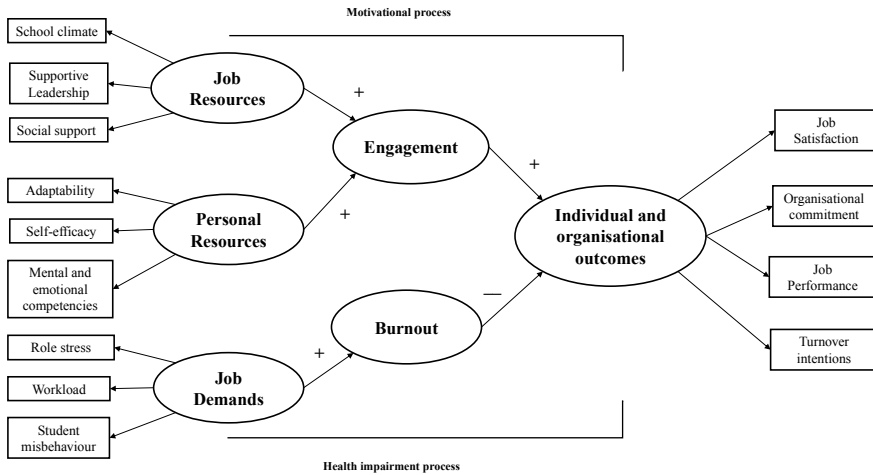 Motivational process
School climate
Supportive
Leadership
Social support
Job
Resources
+
Engagement
+
Adaptability
Self-efficacy
Mental and
emotional
competencies
Personal
Resources
+
Individual and
organisational
outcomes
Job
Satisfaction
Organisational
commitment
Job
Performance
Turnover
intentions
Role stress
Workload
Student
misbehaviour
Job
Demands
+
Burnout
—
Health impairment process